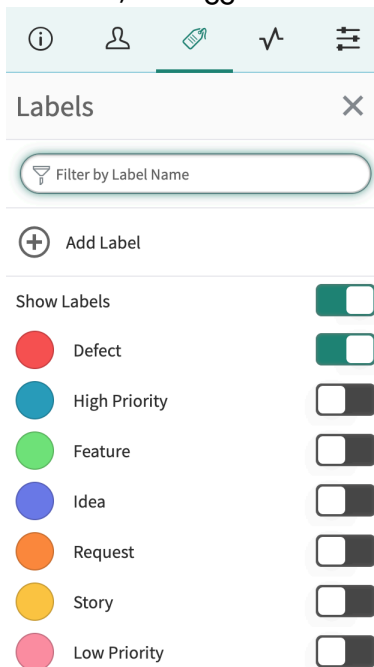 Labels
Filter by Label Name
Add Label
Show Labels
Defect
High Priority
Feature
Idea
Request
Story
Low Priority